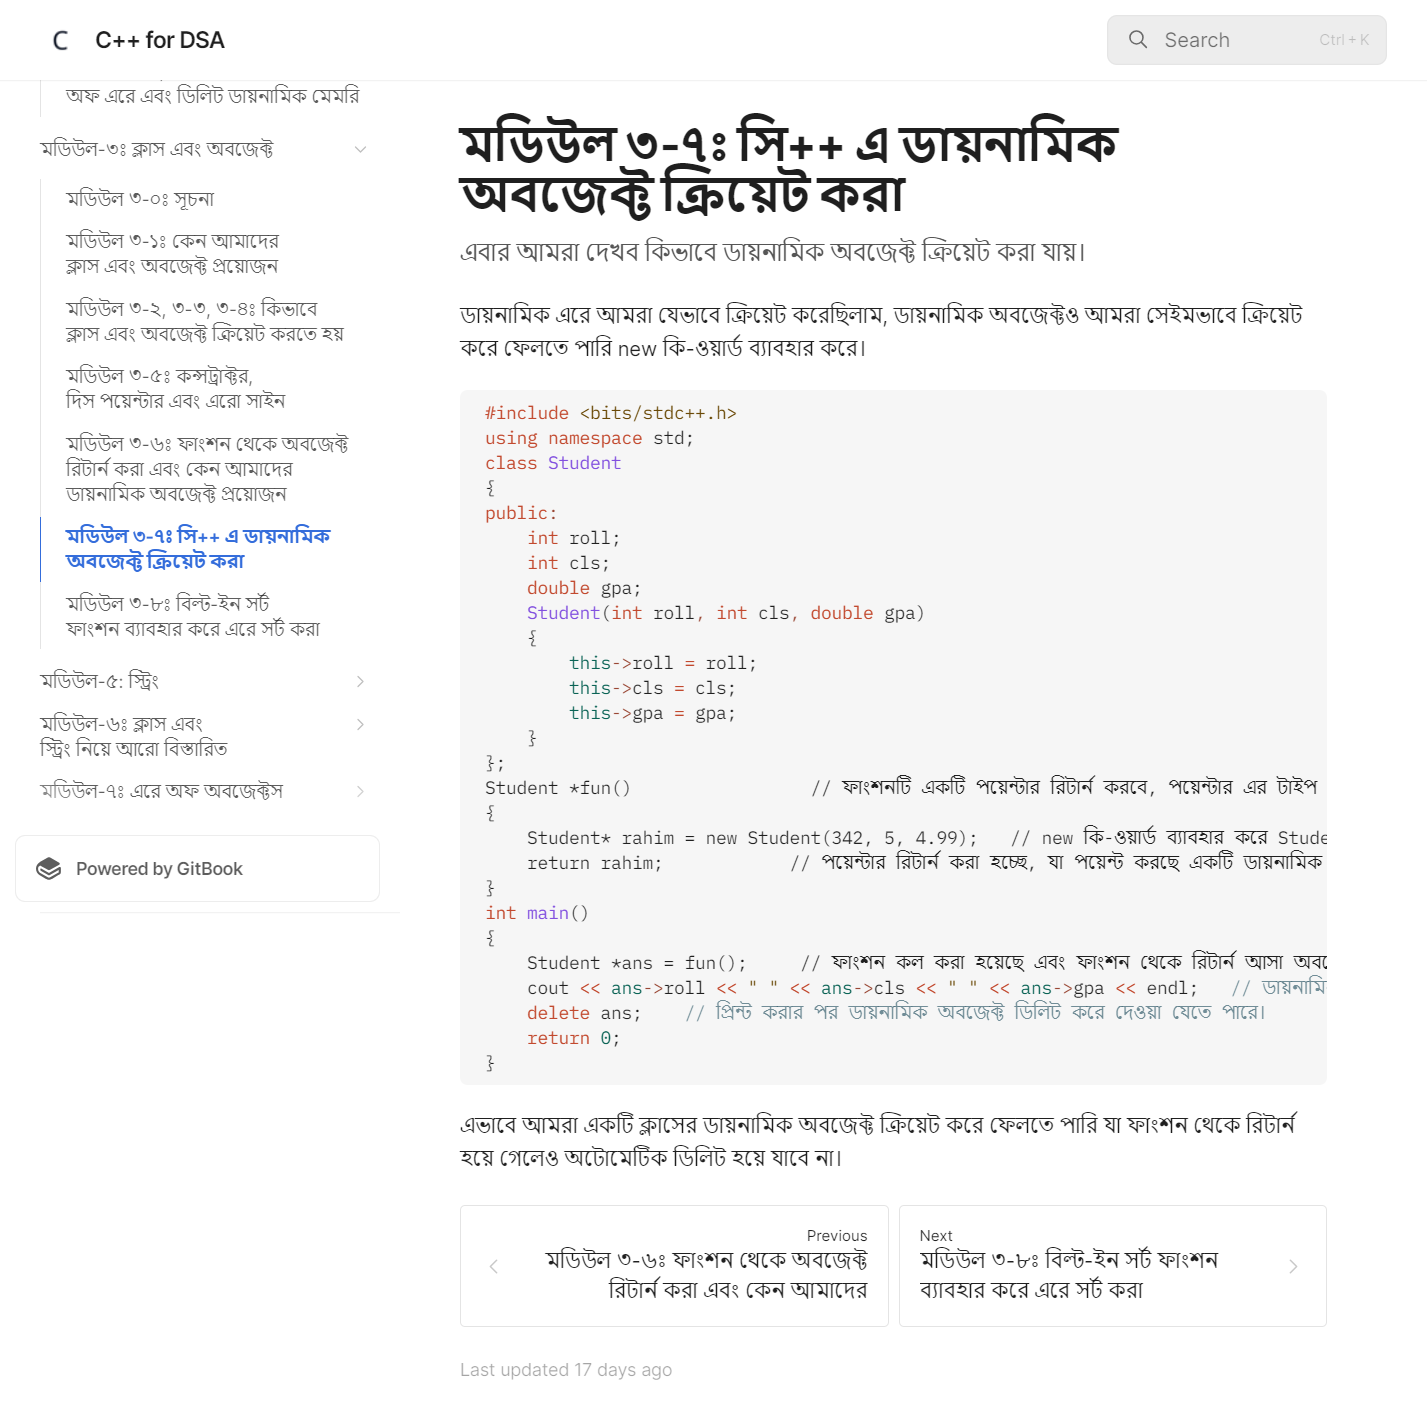 C C++ for DSA
Search Ctrl + K
অফ এরে এবং ডিলিট ডায়নামিক মেমরি
মডিউল-৩ঃ ক্লাস এবং অবজেক্ট
মডিউল ৩-০ঃ সূচনা
মডিউল ৩-১ঃ কেন আমাদের
ক্লাস এবং অবজেক্ট প্রয়োজন
মডিউল ৩-২, ৩-৩, ৩-৪ঃ কিভাবে
ক্লাস এবং অবজেক্ট ক্রিয়েট করতে হয়
মডিউল ৩-৫ঃ কন্সট্রাক্টর,
দিস পয়েন্টার এবং এরো সাইন
মডিউল ৩-৬ঃ ফাংশন থেকে অবজেক্ট
রিটার্ন করা এবং কেন আমাদের
ডায়নামিক অবজেক্ট প্রয়োজন
মডিউল ৩-৭ঃ সি++ এ ডায়নামিক
অবজেক্ট ক্রিয়েট করা
মডিউল ৩-৮ঃ বিল্ট-ইন সর্ট
ফাংশন ব্যাবহার করে এরে সর্ট করা
মডিউল-৫: স্ট্রিং
মডিউল-৬ঃ ক্লাস এবং
স্ট্রিং নিয়ে আরো বিস্তারিত
মডিউল-৭ঃ এরে অফ অবজেক্টস
Powered by GitBook
মডিউল ৩-৭ঃ সি++ এ ডায়নামিক
অবজেক্ট ক্রিয়েট করা
এবার আমরা দেখব কিভাবে ডায়নামিক অবজেক্ট ক্রিয়েট করা যায়।
ডায়নামিক এরে আমরা যেভাবে ক্রিয়েট করেছিলাম, ডায়নামিক অবজেক্টও আমরা সেইমভাবে ক্রিয়েট
করে ফেলতে পারি new কি-ওয়ার্ড ব্যাবহার করে।
#include <bits/stdc++.h>
using namespace std;
class Student
{
public:
    int roll;
    int cls;
    double gpa;
    Student(int roll, int cls, double gpa)
    {
        this->roll = roll;
        this->cls = cls;
        this->gpa = gpa;
    }
};
Student *fun()                 // ফাংশনটি একটি পয়েন্টার রিটার্ন করবে, পয়েন্টার এর টাইপ
{
    Student* rahim = new Student(342, 5, 4.99);   // new কি-ওয়ার্ড ব্যাবহার করে Stude
    return rahim;            // পয়েন্টার রিটার্ন করা হচ্ছে, যা পয়েন্ট করছে একটি ডায়নামিক
}
int main()
{
    Student *ans = fun();     // ফাংশন কল করা হয়েছে এবং ফাংশন থেকে রিটার্ন আসা
    cout << ans->roll << " " << ans->cls << " " << ans->gpa << endl;   // ডায়নামি
    delete ans;    // প্রিন্ট করার পর ডায়নামিক অবজেক্ট ডিলিট করে দেওয়া যেতে পারে।
    return 0;
}
এভাবে আমরা একটি ক্লাসের ডায়নামিক অবজেক্ট ক্রিয়েট করে ফেলতে পারি যা ফাংশন থেকে রিটার্ন
হয়ে গেলেও অটোমেটিক ডিলিট হয়ে যাবে না।
Previous
মডিউল ৩-৬ঃ ফাংশন থেকে অবজেক্ট
রিটার্ন করা এবং কেন আমাদের
Next
মডিউল ৩-৮ঃ বিল্ট-ইন সর্ট ফাংশন
ব্যাবহার করে এরে সর্ট করা
Last updated 17 days ago